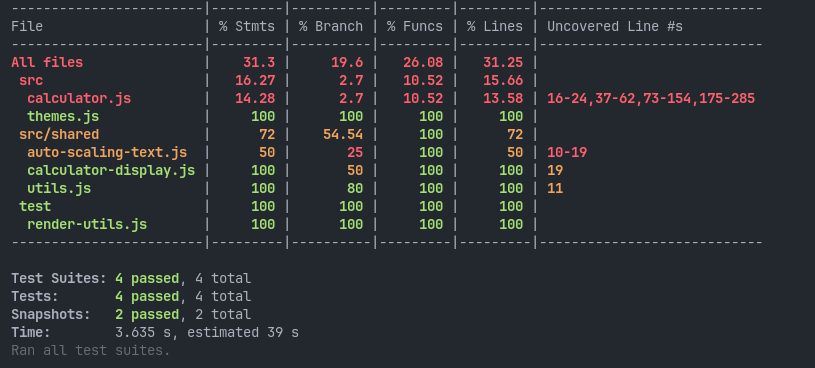 ------------------------|---------|----------|---------|---------|----------------------------
File                    | % Stmts | % Branch | % Funcs | % Lines | Uncovered Line #s
------------------------|---------|----------|---------|---------|----------------------------
All files               |    31.3 |     19.6 |   26.08 |   31.25 |
 src                    |   16.27 |      2.7 |   10.52 |   15.66 |
  calculator.js         |   14.28 |      2.7 |   10.52 |   13.58 | 16-24,37-62,73-154,175-285
  themes.js             |     100 |      100 |     100 |     100 |
 src/shared             |      72 |    54.54 |     100 |      72 |
  auto-scaling-text.js  |      50 |       25 |     100 |      50 | 10-19
  calculator-display.js |     100 |       50 |     100 |     100 | 19
  utils.js              |     100 |       80 |     100 |     100 | 11
 test                   |     100 |      100 |     100 |     100 |
  render-utils.js       |     100 |      100 |     100 |     100 |
------------------------|---------|----------|---------|---------|----------------------------
Test Suites: 4 passed, 4 total
Tests:       4 passed, 4 total
Snapshots:   2 passed, 2 total
Time:        3.635 s, estimated 39 s
Ran all test suites.